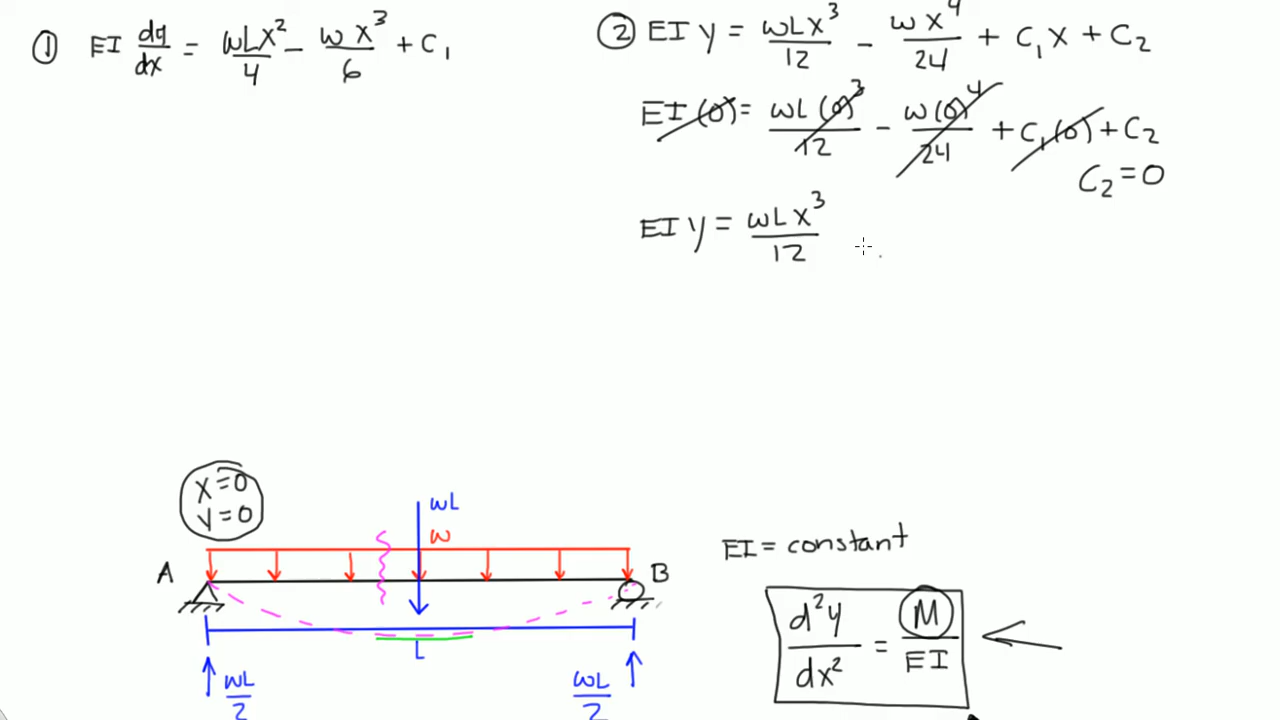 ① EI dy/dx = wLx²/4 − wx³/6 + C₁
② EI y = wLx³/12 − wx⁴/24 + C₁x + C₂
EI(0) = wL(0)³/12 − w(0)⁴/24 + C₁(0) + C₂
C₂ = 0
EI y = wLx³/12
x=0
y=0
wL
w
A
B
L
wL/2
wL/2
EI = constant
d²y/dx² = M/EI